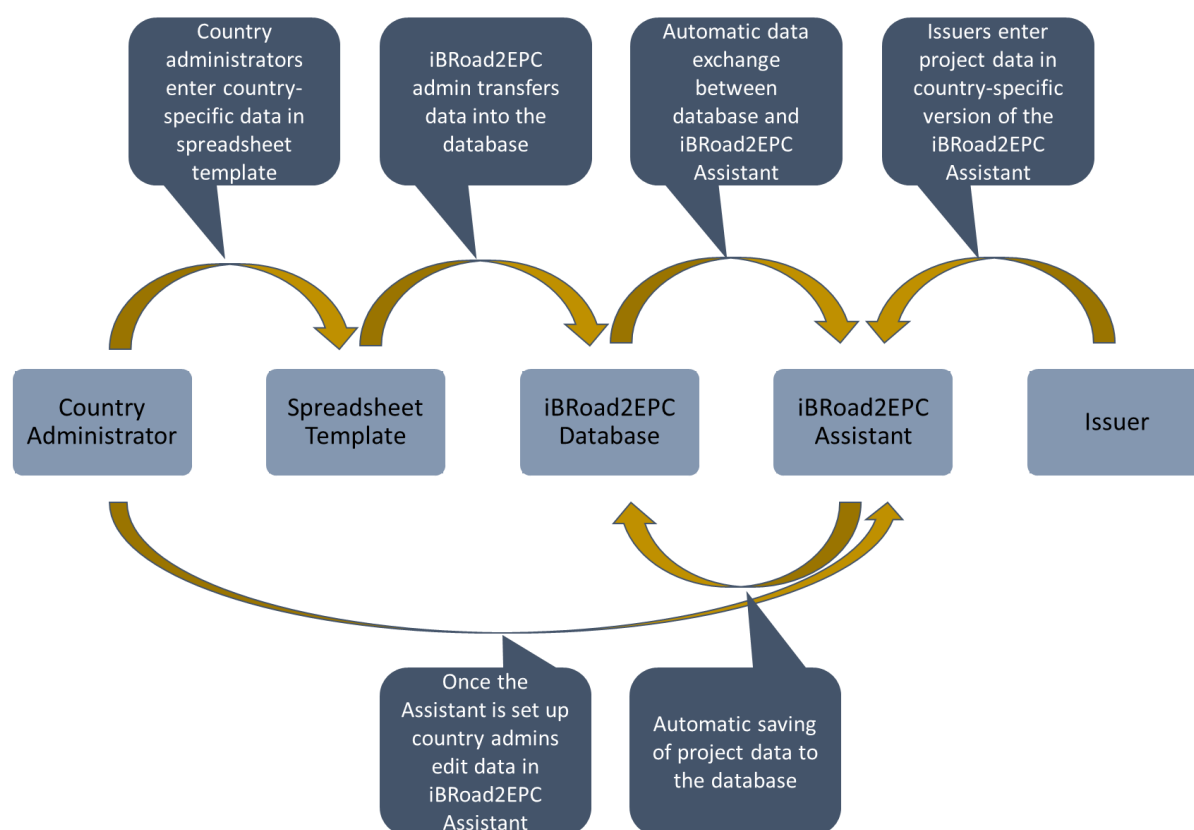 Country
administrators
enter country-
specific data in
spreadsheet
template
iBRoad2EPC
admin transfers
data into the
database
Automatic data
exchange
between
database and
iBRoad2EPC
Assistant
Issuers enter
project data in
country-specific
version of the
iBRoad2EPC
Assistant
Country
Administrator
Spreadsheet
Template
iBRoad2EPC
Database
iBRoad2EPC
Assistant
Issuer
Once the
Assistant is set up
country admins
edit data in
iBRoad2EPC
Assistant
Automatic saving
of project data to
the database